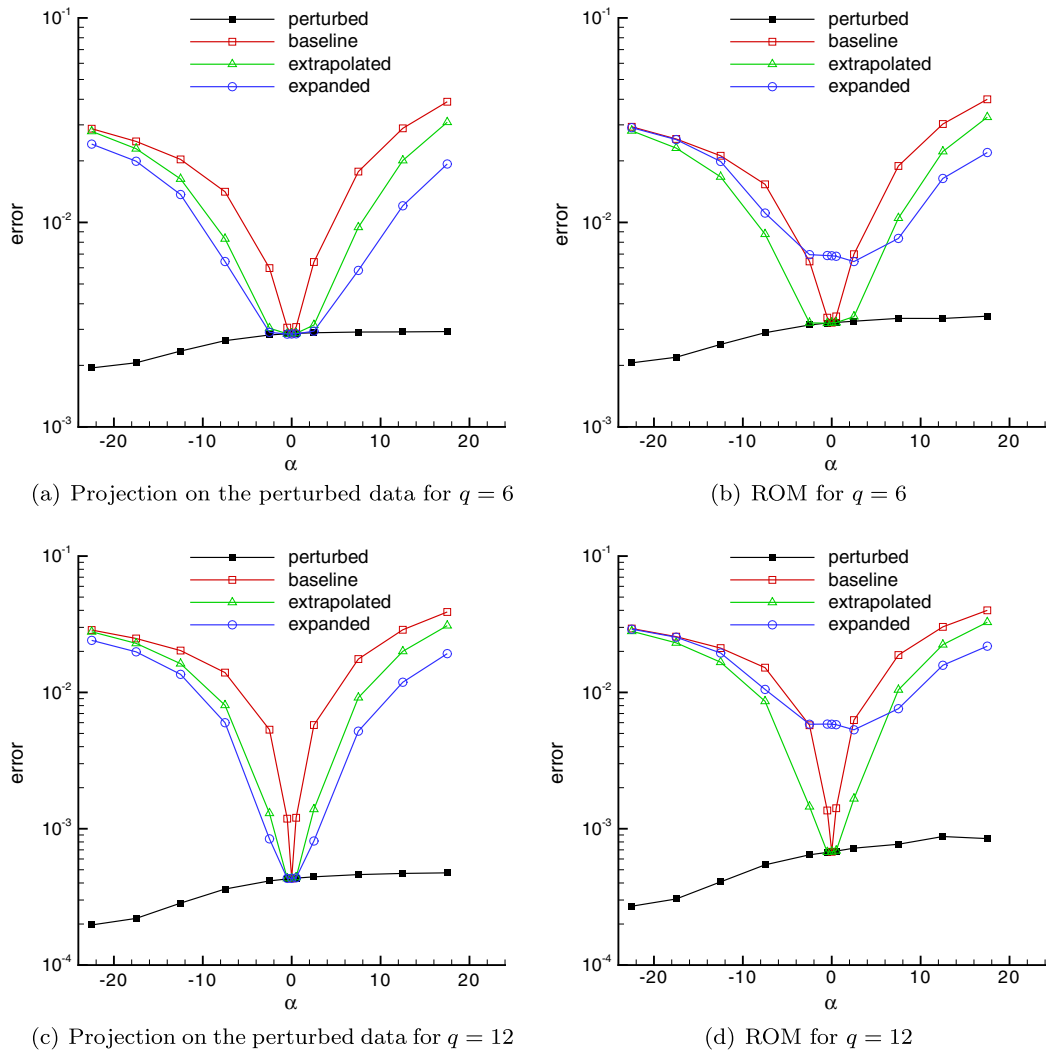 10⁻¹
10⁻²
10⁻³
error
perturbed
baseline
extrapolated
expanded
-20 -10 0 10 20
α
(a) Projection on the perturbed data for q = 6
10⁻¹
10⁻²
10⁻³
error
perturbed
baseline
extrapolated
expanded
-20 -10 0 10 20
α
(b) ROM for q = 6
10⁻¹
10⁻²
10⁻³
10⁻⁴
error
perturbed
baseline
extrapolated
expanded
-20 -10 0 10 20
α
(c) Projection on the perturbed data for q = 12
10⁻¹
10⁻²
10⁻³
10⁻⁴
error
perturbed
baseline
extrapolated
expanded
-20 -10 0 10 20
α
(d) ROM for q = 12